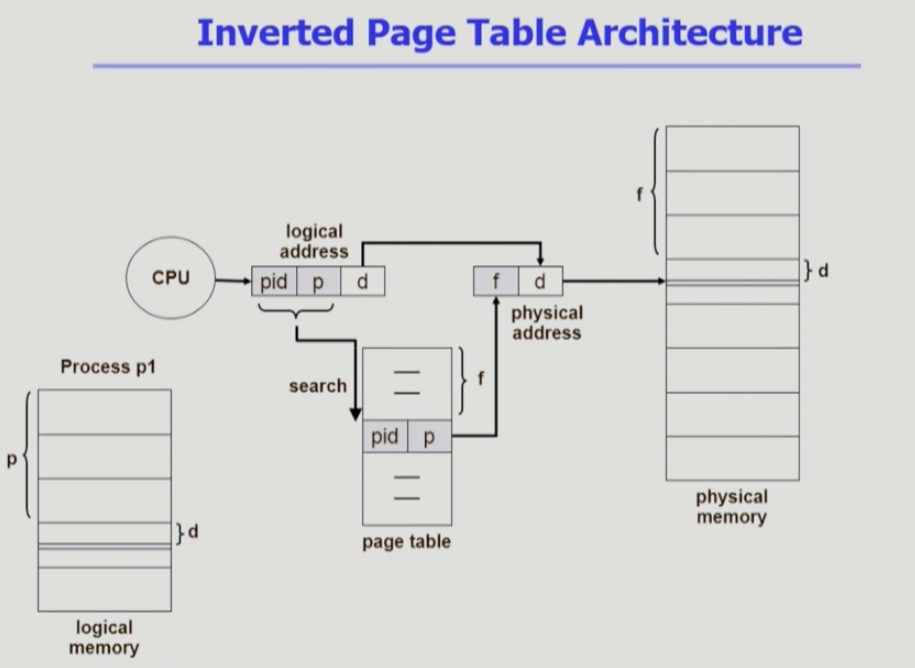 Inverted Page Table Architecture
logical
address
CPU
pid p d
f d
physical
address
f
d
physical
memory
search
f
pid p
page table
Process p1
p
d
logical
memory